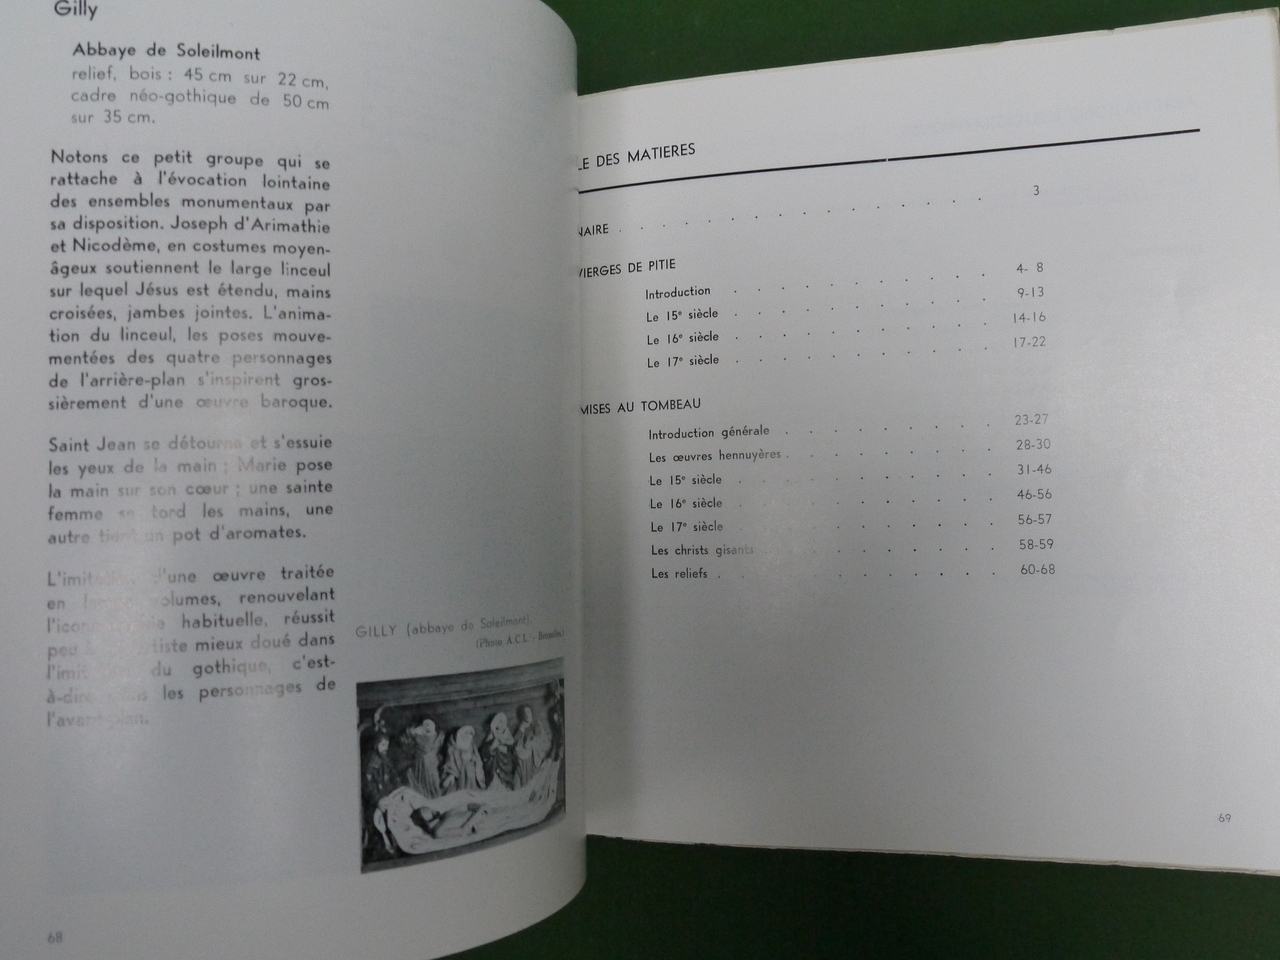 Gilly
Abbaye de Soleilmont
relief, bois : 45 cm sur 22 cm,
cadre néo-gothique de 50 cm
sur 35 cm.
Notons ce petit groupe qui se
rattache à l'évocation lointaine
des ensembles monumentaux par
sa disposition. Joseph d'Arimathie
et Nicodème, en costumes moyen-
âgeux soutiennent le large linceul
sur lequel Jésus est étendu, mains
croisées, jambes jointes. L'anima-
tion du linceul, les poses mouve-
mentées des quatre personnages
de l'arrière-plan s'inspirent gros-
sièrement d'une œuvre baroque.
Saint Jean se détourne et s'essuie
les yeux de la main ; Marie pose
la main sur son cœur ; une sainte
femme se tord les mains, une
autre tient un pot d'aromates.
d'une œuvre traitée
en volumes, renouvelant
habituelle, réussit
peu mieux doué dans
du gothique, c'est-
les personnages de
l'avant-plan.
GILLY (abbaye de Soleilmont).
(Photo A.C.L. - Bruxelles)
68
LE DES MATIERES
NAIRE . . . . . . . . . . . . . . 3
VIERGES DE PITIE
Introduction . . . . . . . . . . . 4- 8
Le 15e siècle . . . . . . . . . . . 9-13
Le 16e siècle . . . . . . . . . . . 14-16
Le 17e siècle . . . . . . . . . . . 17-22
MISES AU TOMBEAU
Introduction générale . . . . . . . . . 23-27
Les œuvres hennuyères . . . . . . . . . 28-30
Le 15e siècle . . . . . . . . . . . 31-46
Le 16e siècle . . . . . . . . . . . 46-56
Le 17e siècle . . . . . . . . . . . 56-57
Les christs gisants . . . . . . . . . . 58-59
Les reliefs . . . . . . . . . . . 60-68
69